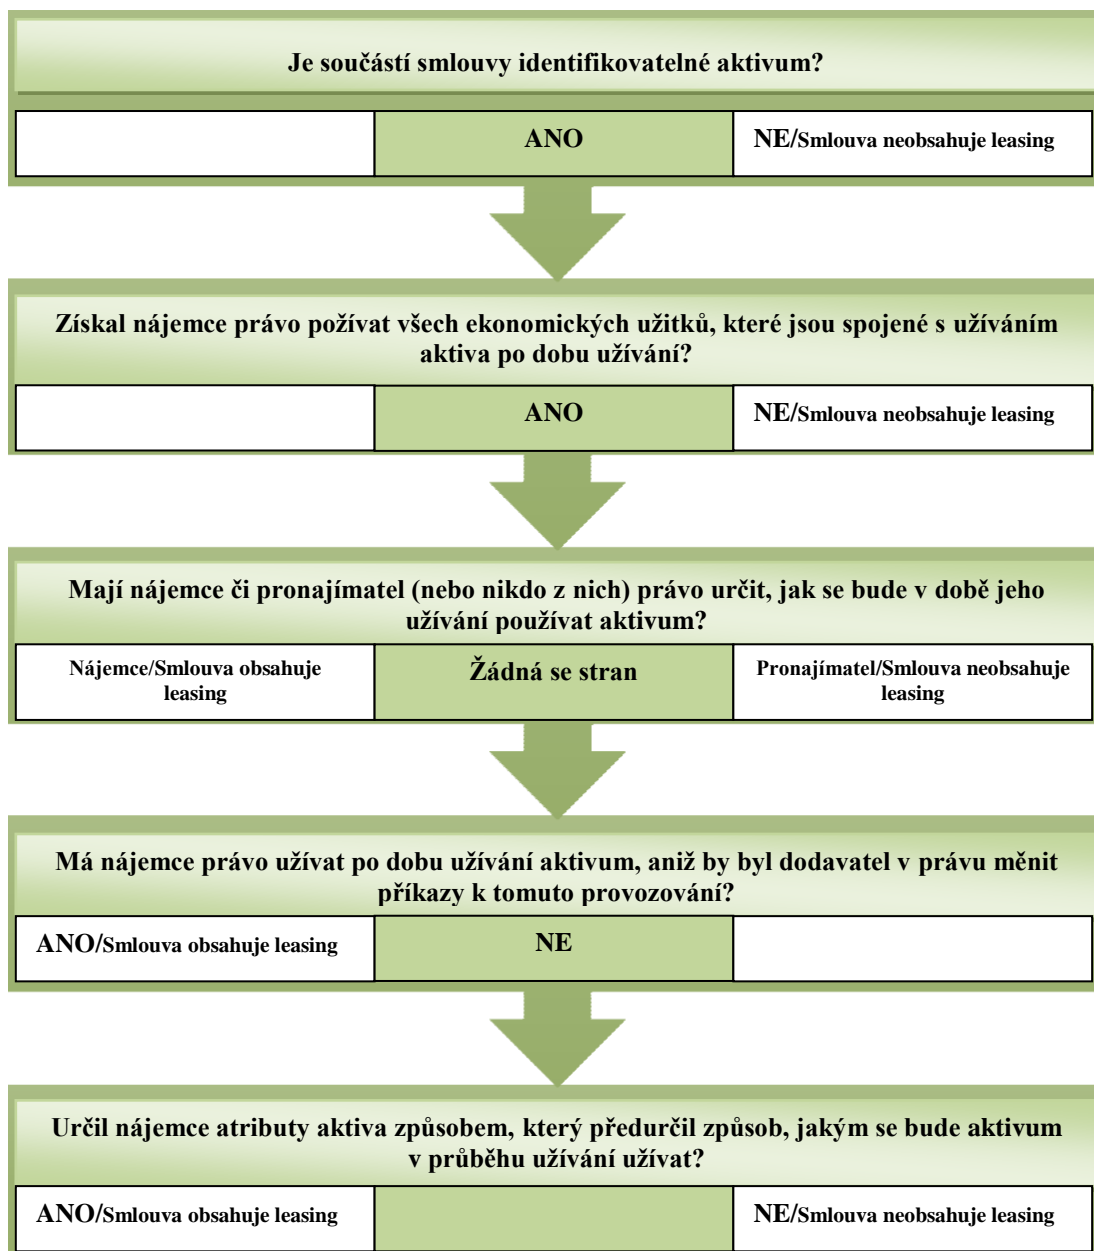 Je součástí smlouvy identifikovatelné aktivum?
ANO
NE/Smlouva neobsahuje leasing
Získal nájemce právo požívat všech ekonomických užitků, které jsou spojené s užíváním
aktiva po dobu užívání?
ANO
NE/Smlouva neobsahuje leasing
Mají nájemce či pronajímatel (nebo nikdo z nich) právo určit, jak se bude v době jeho
užívání používat aktivum?
Nájemce/Smlouva obsahuje
leasing
Žádná se stran
Pronajímatel/Smlouva neobsahuje
leasing
Má nájemce právo užívat po dobu užívání aktivum, aniž by byl dodavatel v právu měnit
příkazy k tomuto provozování?
ANO/Smlouva obsahuje leasing
NE
Určil nájemce atributy aktiva způsobem, který předurčil způsob, jakým se bude aktivum
v průběhu užívání užívat?
ANO/Smlouva obsahuje leasing
NE/Smlouva neobsahuje leasing